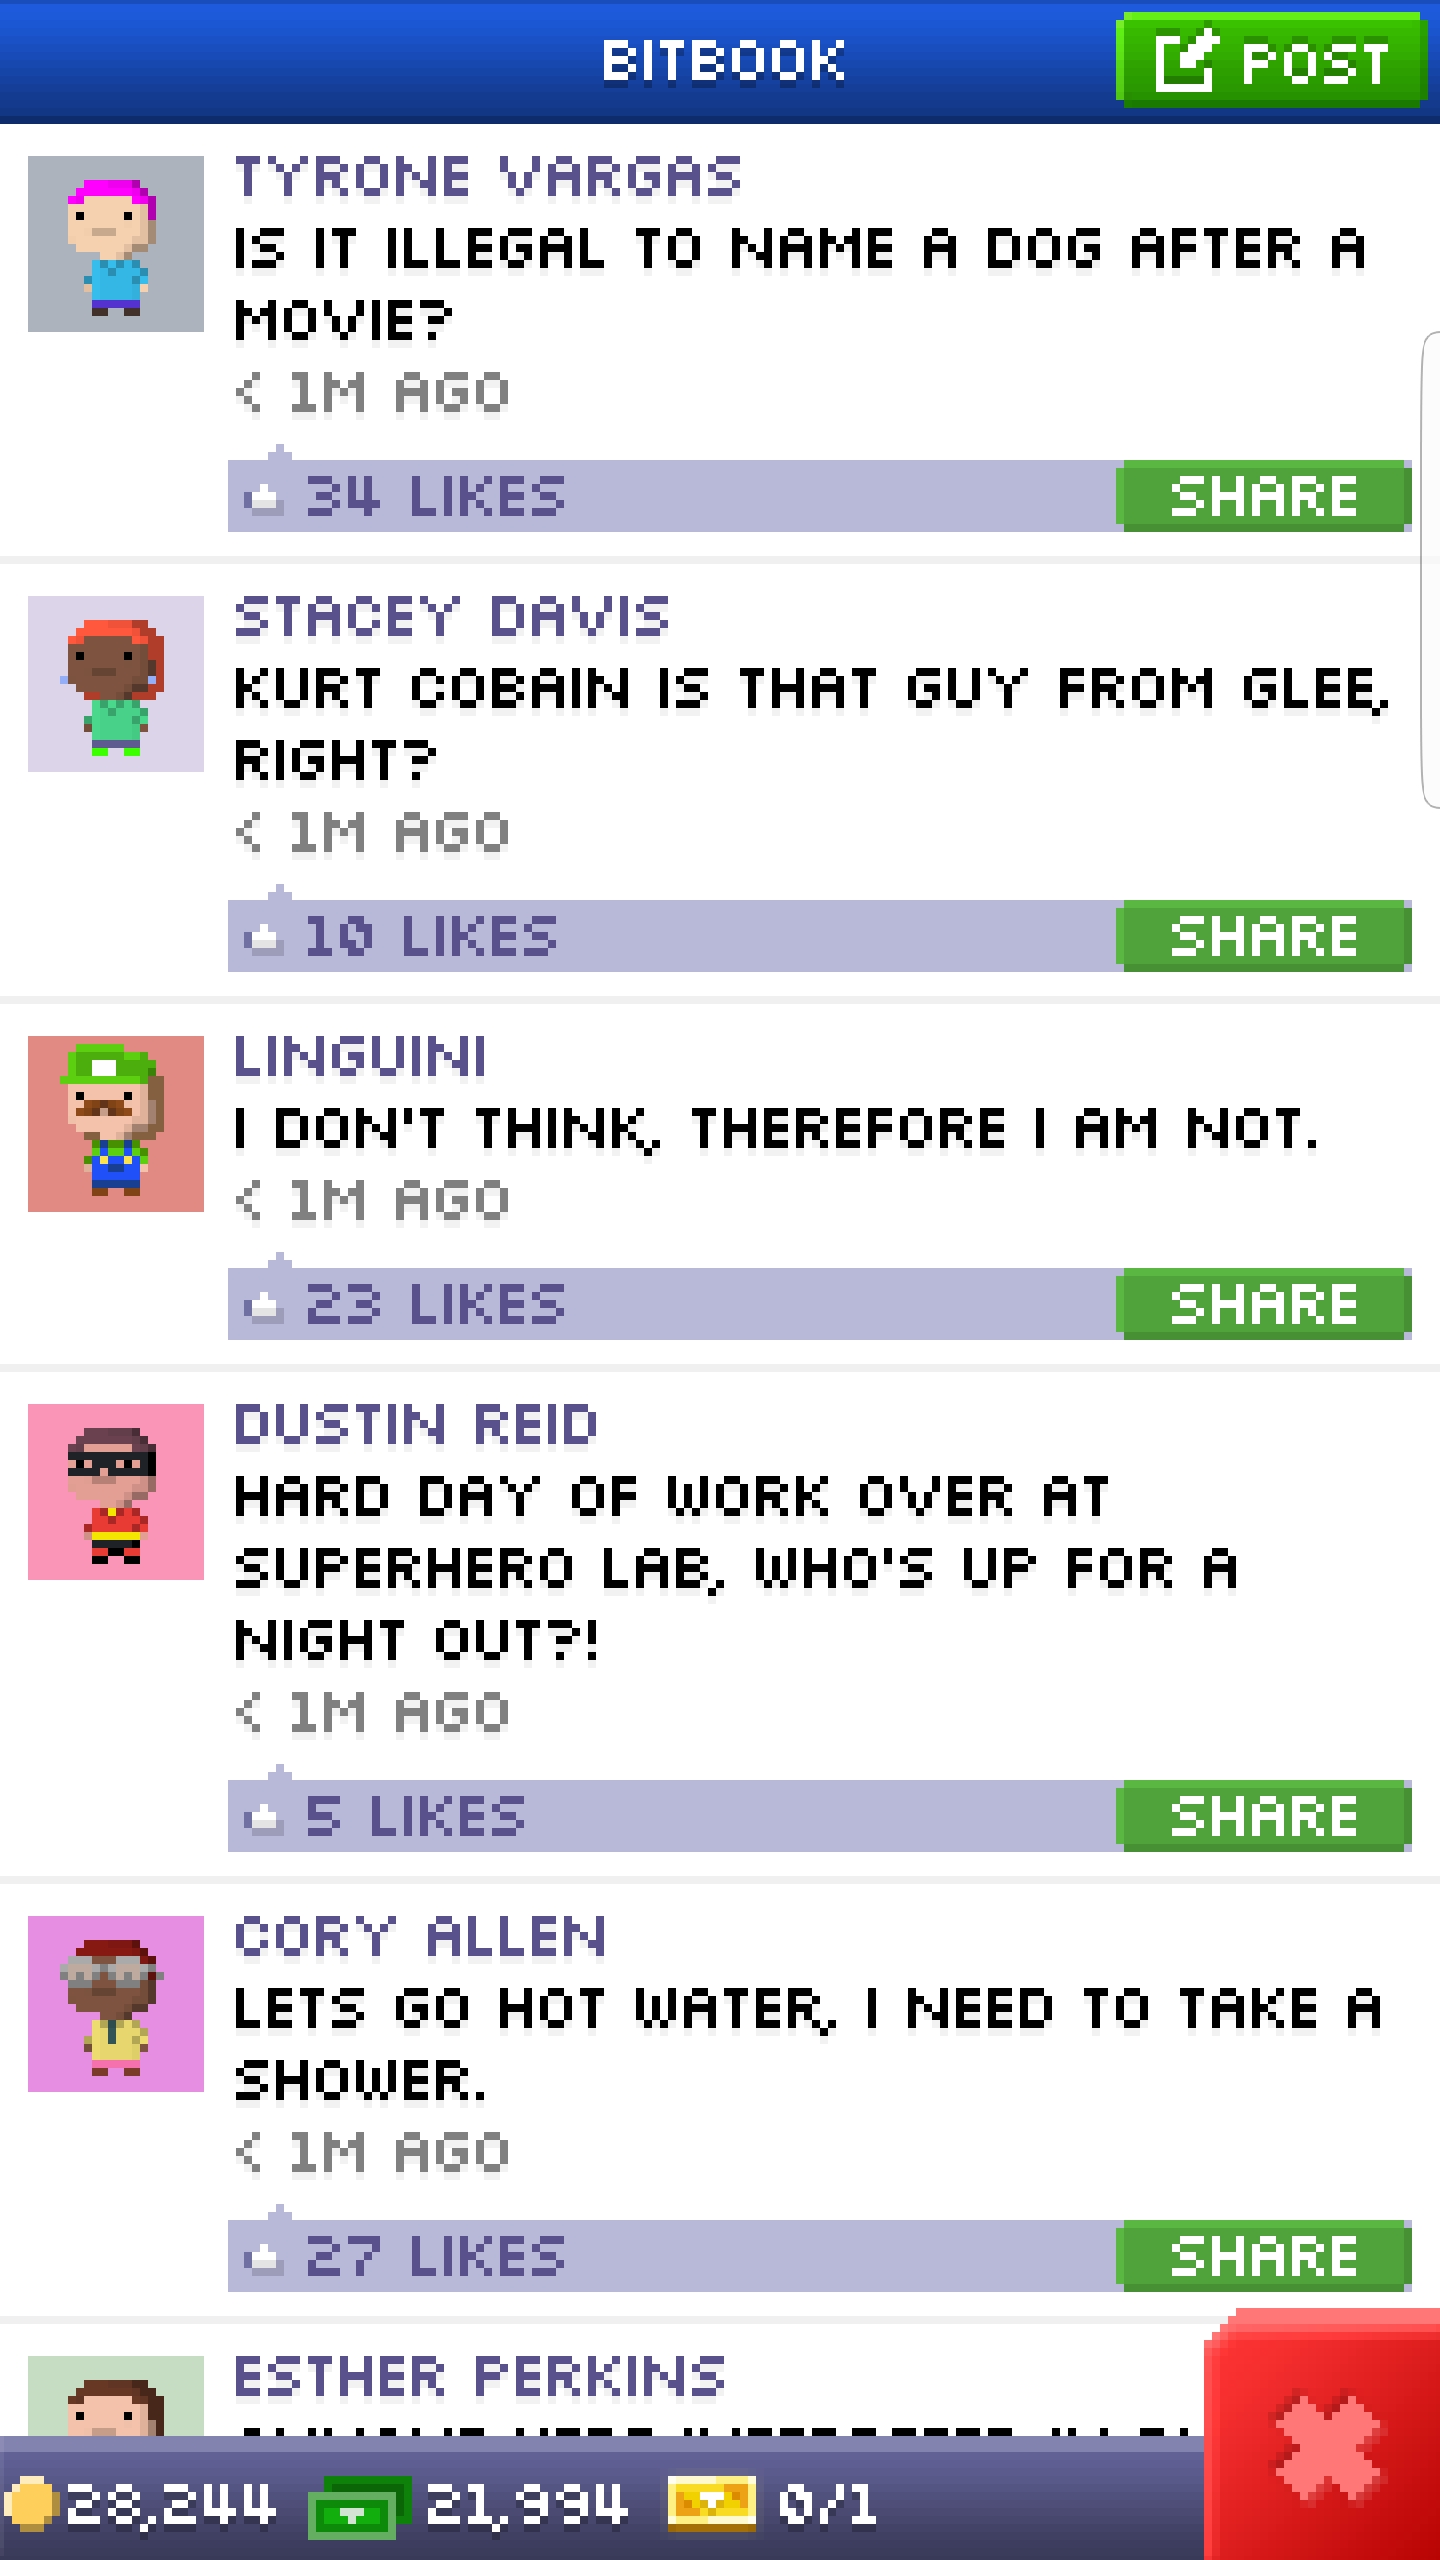 BITBOOK
POST
TYRONE VARGAS
IS IT ILLEGAL TO NAME A DOG AFTER A
MOVIE?
< 1M AGO
34 LIKES
SHARE
STACEY DAVIS
KURT COBAIN IS THAT GUY FROM GLEE,
RIGHT?
< 1M AGO
10 LIKES
SHARE
LINGUINI
I DON'T THINK, THEREFORE I AM NOT.
< 1M AGO
23 LIKES
SHARE
DUSTIN REID
HARD DAY OF WORK OVER AT
SUPERHERO LAB, WHO'S UP FOR A
NIGHT OUT?!
< 1M AGO
5 LIKES
SHARE
CORY ALLEN
LETS GO HOT WATER, I NEED TO TAKE A
SHOWER.
< 1M AGO
27 LIKES
SHARE
ESTHER PERKINS
28,244
21,994
0/1